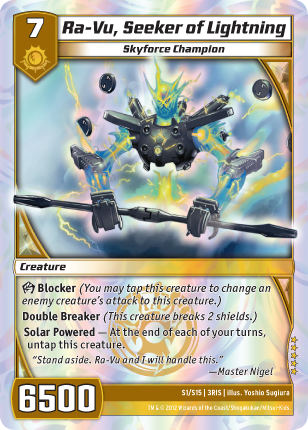 7
Ra-Vu, Seeker of Lightning
Skyforce Champion
Creature
Blocker (You may tap this creature to change an
enemy creature's attack to this creature.)
Double Breaker (This creature breaks 2 shields.)
Solar Powered — At the end of each of your turns,
untap this creature.
"Stand aside. Ra-Vu and I will handle this."
—Master Nigel
6500
S1/S15 | 3RIS | illus. Yoshio Sugiura
TM & © 2012 Wizards of the Coast/Shogakukan/Mitsui-Kids.